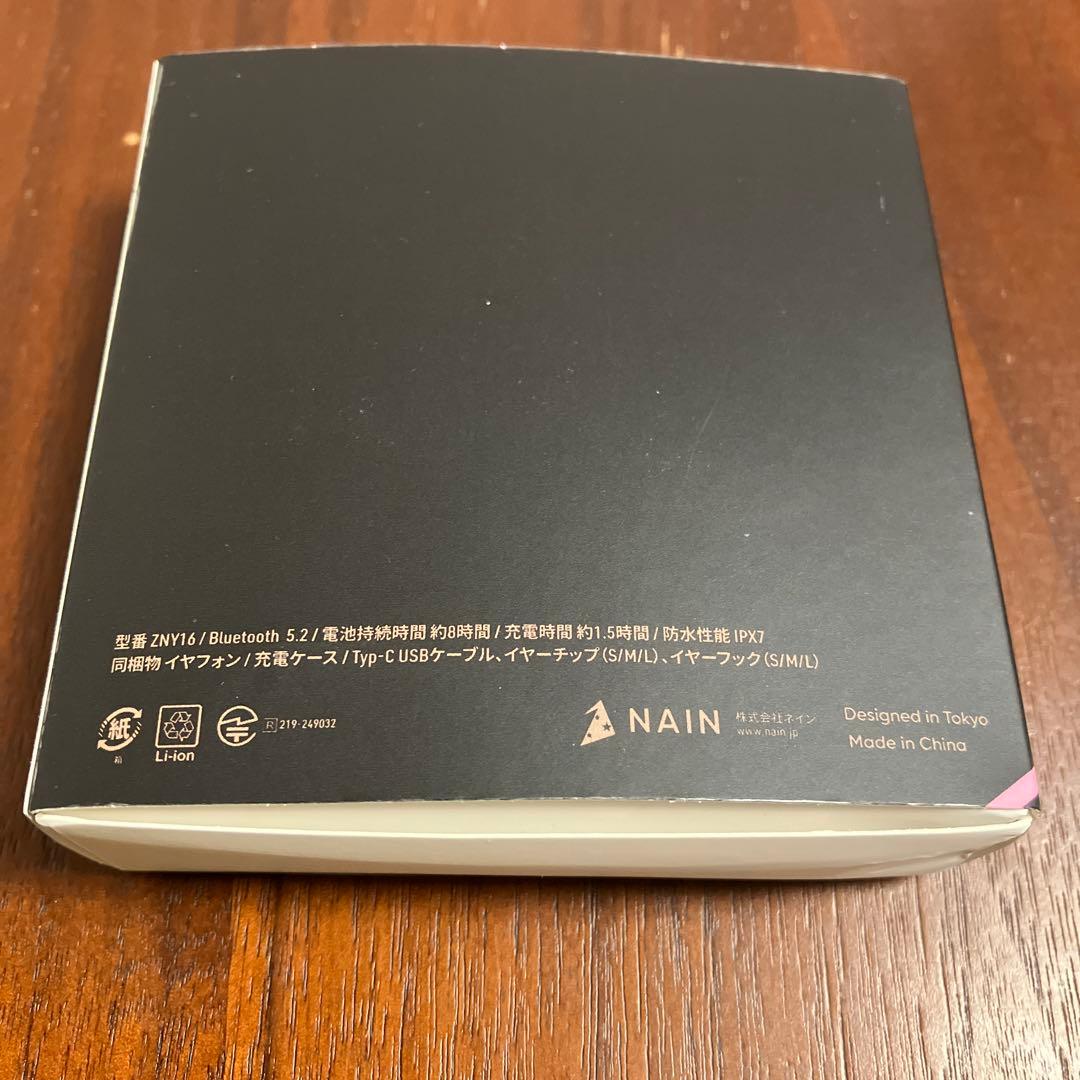 型番 ZNY16 / Bluetooth 5.2 / 電池持続時間 約8時間 / 充電時間 約1.5時間 / 防水性能 IPX7
同梱物 イヤフォン / 充電ケース / Typ-C USBケーブル、イヤーチップ（S/M/L）、イヤーフック（S/M/L）
紙
箱
Li-ion
R 219-249032
NAIN
株式会社ネイン
www.nain.jp
Designed in Tokyo
Made in China